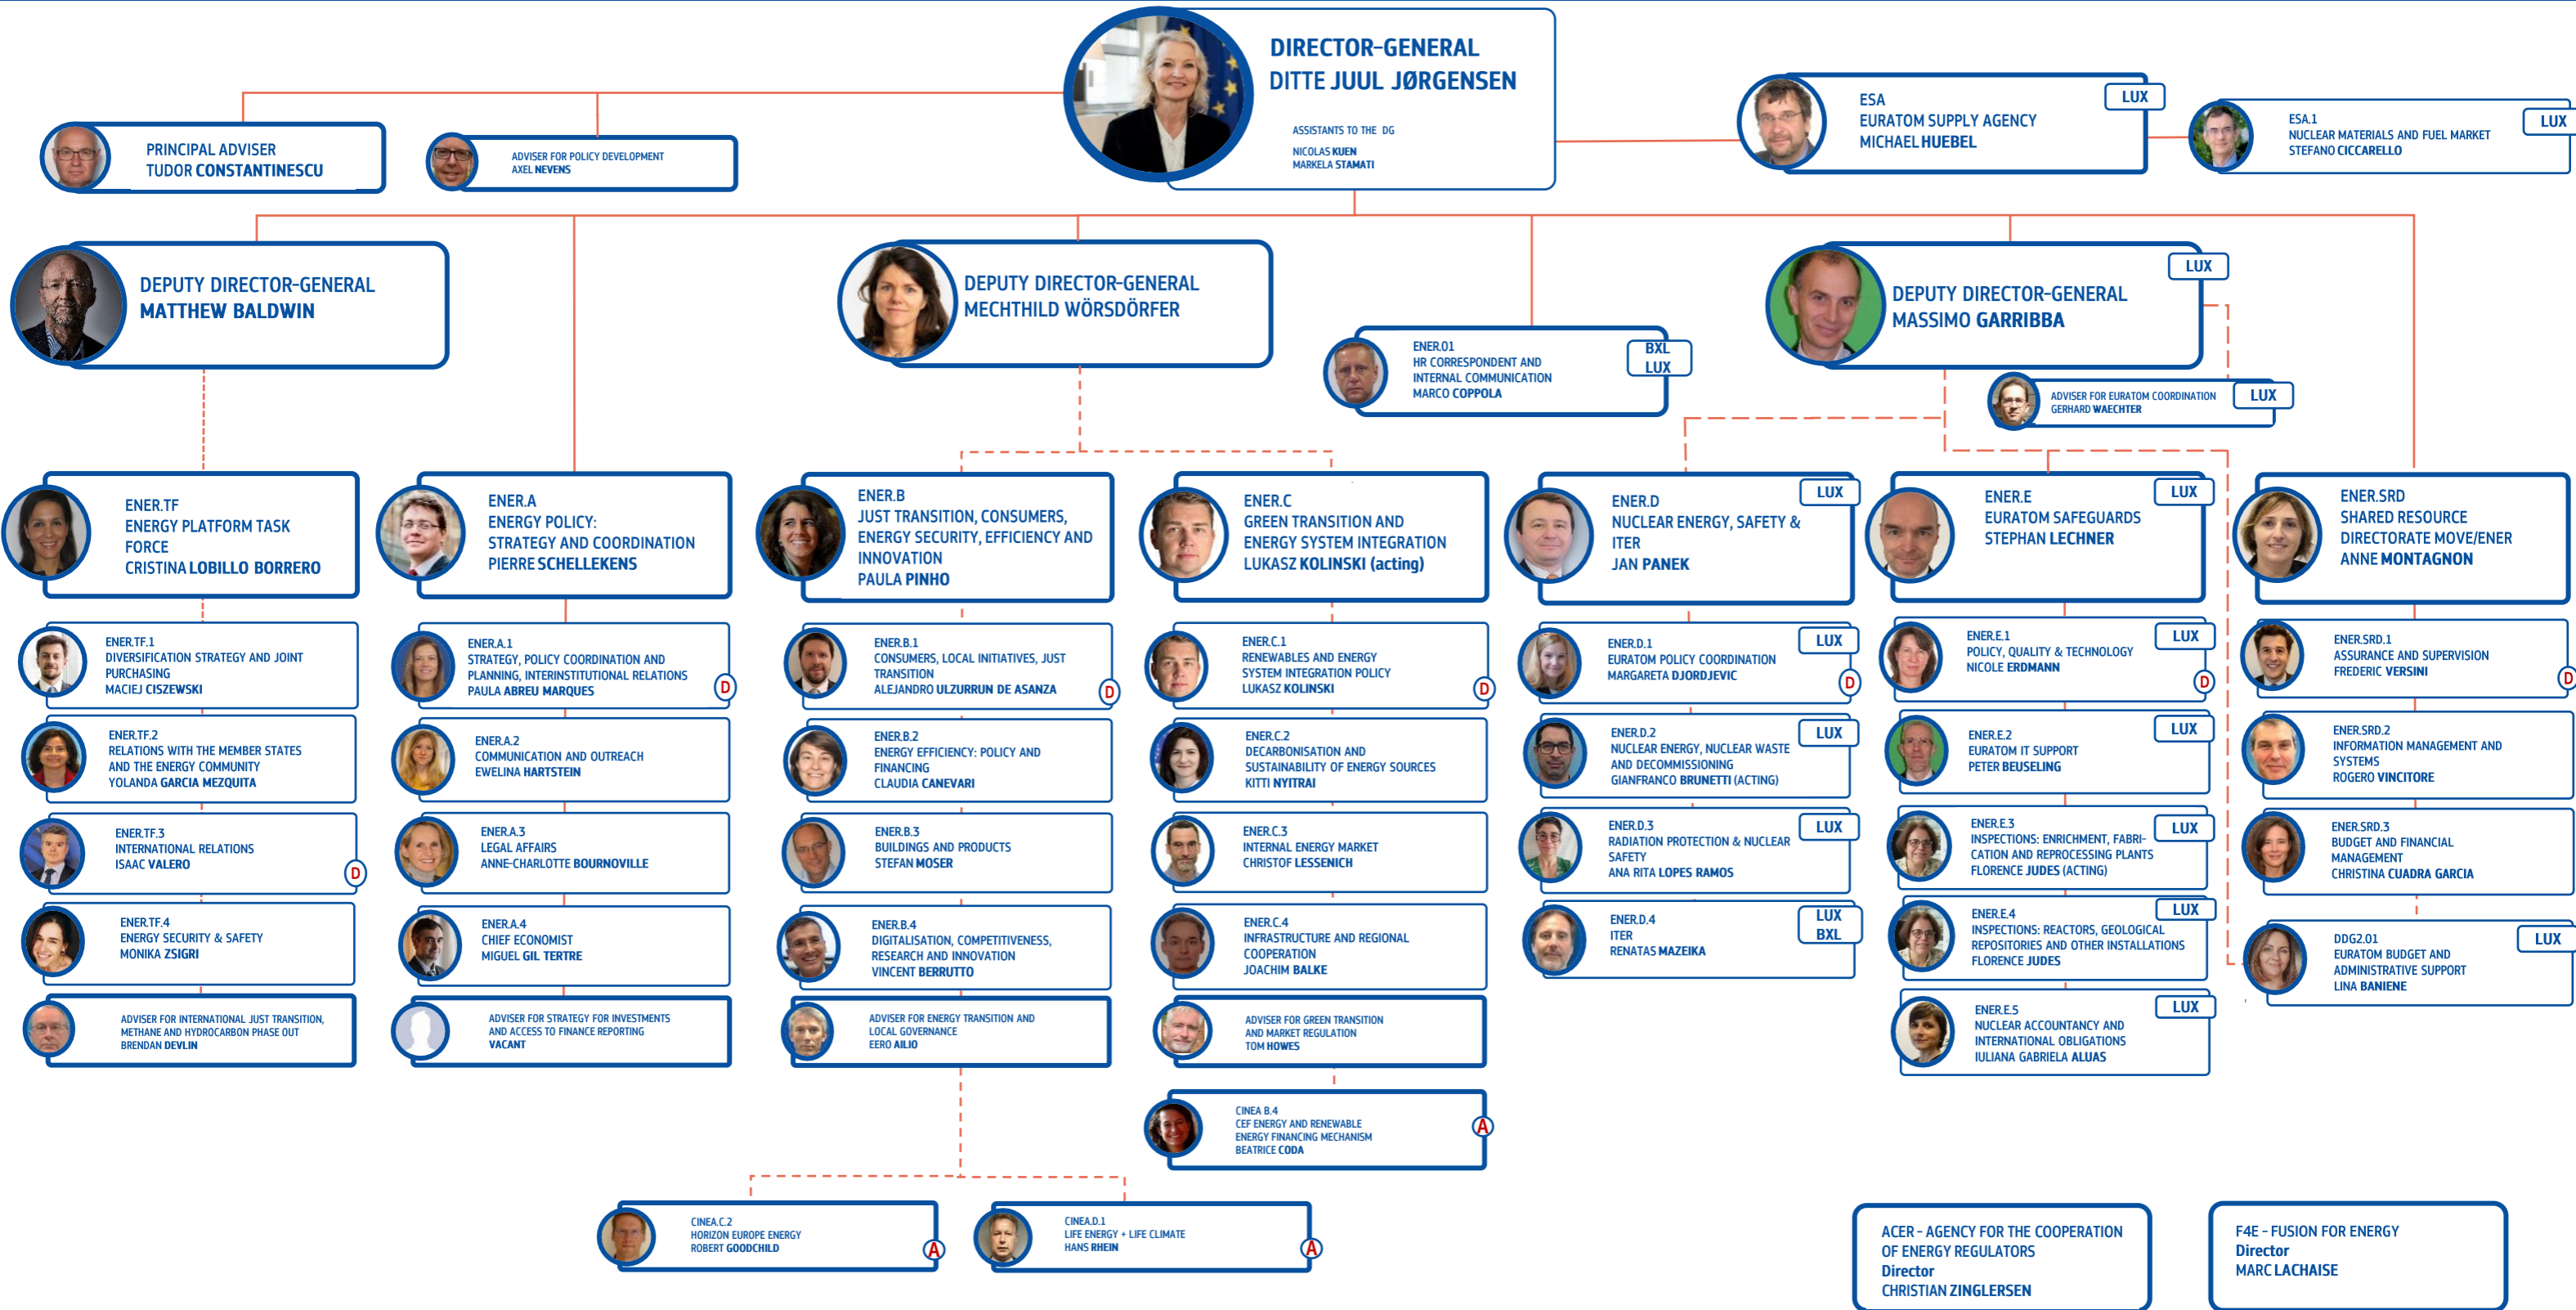 DIRECTOR-GENERAL
DITTE JUUL JØRGENSEN
ASSISTANTS TO THE DG
NICOLAS KUEN
MARKELA STAMATI
PRINCIPAL ADVISER
TUDOR CONSTANTINESCU
ADVISER FOR POLICY DEVELOPMENT
AXEL NEVENS
LUX
ESA
EURATOM SUPPLY AGENCY
MICHAEL HUEBEL
LUX
ESA.1
NUCLEAR MATERIALS AND FUEL MARKET
STEFANO CICCARELLO
DEPUTY DIRECTOR-GENERAL
MATTHEW BALDWIN
DEPUTY DIRECTOR-GENERAL
MECHTHILD WÖRSDÖRFER
BXL
LUX
ENER.01
HR CORRESPONDENT AND
INTERNAL COMMUNICATION
MARCO COPPOLA
LUX
DEPUTY DIRECTOR-GENERAL
MASSIMO GARRIBBA
ADVISER FOR EURATOM COORDINATION
GERHARD WAECHTER
LUX
ENER.TF
ENERGY PLATFORM TASK
FORCE
CRISTINA LOBILLO BORRERO
ENER.TF.1
DIVERSIFICATION STRATEGY AND JOINT
PURCHASING
MACIEJ CISZEWSKI
ENER.TF.2
RELATIONS WITH THE MEMBER STATES
AND THE ENERGY COMMUNITY
YOLANDA GARCIA MEZQUITA
ENER.TF.3
INTERNATIONAL RELATIONS
ISAAC VALERO
D
ENER.TF.4
ENERGY SECURITY & SAFETY
MONIKA ZSIGRI
ADVISER FOR INTERNATIONAL JUST TRANSITION,
METHANE AND HYDROCARBON PHASE OUT
BRENDAN DEVLIN
ENER.A
ENERGY POLICY:
STRATEGY AND COORDINATION
PIERRE SCHELLEKENS
ENER.A.1
STRATEGY, POLICY COORDINATION AND
PLANNING, INTERINSTITUTIONAL RELATIONS
PAULA ABREU MARQUES
D
ENER.A.2
COMMUNICATION AND OUTREACH
EWELINA HARTSTEIN
ENER.A.3
LEGAL AFFAIRS
ANNE-CHARLOTTE BOURNOVILLE
ENER.A.4
CHIEF ECONOMIST
MIGUEL GIL TERTRE
ADVISER FOR STRATEGY FOR INVESTMENTS
AND ACCESS TO FINANCE REPORTING
VACANT
ENER.B
JUST TRANSITION, CONSUMERS,
ENERGY SECURITY, EFFICIENCY AND
INNOVATION
PAULA PINHO
ENER.B.1
CONSUMERS, LOCAL INITIATIVES, JUST
TRANSITION
ALEJANDRO ULZURRUN DE ASANZA
D
ENER.B.2
ENERGY EFFICIENCY: POLICY AND
FINANCING
CLAUDIA CANEVARI
ENER.B.3
BUILDINGS AND PRODUCTS
STEFAN MOSER
ENER.B.4
DIGITALISATION, COMPETITIVENESS,
RESEARCH AND INNOVATION
VINCENT BERRUTTO
ADVISER FOR ENERGY TRANSITION AND
LOCAL GOVERNANCE
EERO AILIO
CINEA.C.2
HORIZON EUROPE ENERGY
ROBERT GOODCHILD
A
CINEA.D.1
LIFE ENERGY + LIFE CLIMATE
HANS RHEIN
A
ENER.C
GREEN TRANSITION AND
ENERGY SYSTEM INTEGRATION
LUKASZ KOLINSKI (acting)
ENER.C.1
RENEWABLES AND ENERGY
SYSTEM INTEGRATION POLICY
LUKASZ KOLINSKI
D
ENER.C.2
DECARBONISATION AND
SUSTAINABILITY OF ENERGY SOURCES
KITTI NYITRAI
ENER.C.3
INTERNAL ENERGY MARKET
CHRISTOF LESSENICH
ENER.C.4
INFRASTRUCTURE AND REGIONAL
COOPERATION
JOACHIM BALKE
ADVISER FOR GREEN TRANSITION
AND MARKET REGULATION
TOM HOWES
CINEA B.4
CEF ENERGY AND RENEWABLE
ENERGY FINANCING MECHANISM
BEATRICE CODA
A
LUX
ENER.D
NUCLEAR ENERGY, SAFETY &
ITER
JAN PANEK
LUX
ENER.D.1
EURATOM POLICY COORDINATION
MARGARETA DJORDJEVIC
D
LUX
ENER.D.2
NUCLEAR ENERGY, NUCLEAR WASTE
AND DECOMMISSIONING
GIANFRANCO BRUNETTI (ACTING)
LUX
ENER.D.3
RADIATION PROTECTION & NUCLEAR
SAFETY
ANA RITA LOPES RAMOS
LUX
BXL
ENER.D.4
ITER
RENATAS MAZEIKA
LUX
ENER.E
EURATOM SAFEGUARDS
STEPHAN LECHNER
LUX
ENER.E.1
POLICY, QUALITY & TECHNOLOGY
NICOLE ERDMANN
D
LUX
ENER.E.2
EURATOM IT SUPPORT
PETER BEUSELING
LUX
ENER.E.3
INSPECTIONS: ENRICHMENT, FABRI-
CATION AND REPROCESSING PLANTS
FLORENCE JUDES (ACTING)
LUX
ENER.E.4
INSPECTIONS: REACTORS, GEOLOGICAL
REPOSITORIES AND OTHER INSTALLATIONS
FLORENCE JUDES
LUX
ENER.E.5
NUCLEAR ACCOUNTANCY AND
INTERNATIONAL OBLIGATIONS
IULIANA GABRIELA ALUAS
ENER.SRD
SHARED RESOURCE
DIRECTORATE MOVE/ENER
ANNE MONTAGNON
ENER.SRD.1
ASSURANCE AND SUPERVISION
FREDERIC VERSINI
D
ENER.SRD.2
INFORMATION MANAGEMENT AND
SYSTEMS
ROGERO VINCITORE
ENER.SRD.3
BUDGET AND FINANCIAL
MANAGEMENT
CHRISTINA CUADRA GARCIA
LUX
DDG2.01
EURATOM BUDGET AND
ADMINISTRATIVE SUPPORT
LINA BANIENE
ACER - AGENCY FOR THE COOPERATION
OF ENERGY REGULATORS
Director
CHRISTIAN ZINGLERSEN
F4E - FUSION FOR ENERGY
Director
MARC LACHAISE